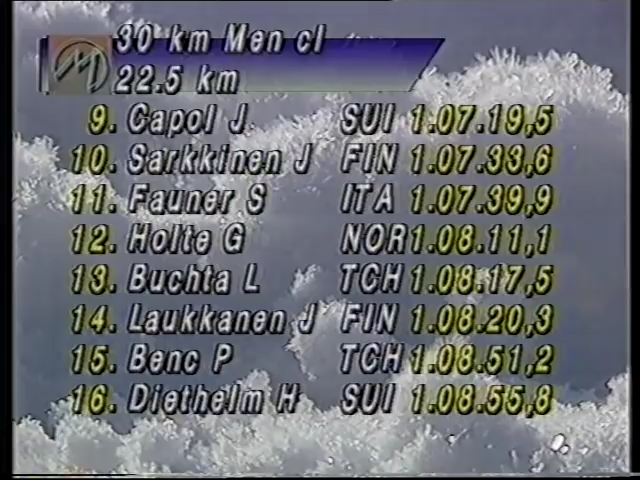 30 km Men cl
22.5 km
9. Capol J SUI 1.07.19,5
10. Sarkkinen J FIN 1.07.33,6
11. Fauner S ITA 1.07.39,9
12. Holte G NOR 1.08.11,1
13. Buchta L TCH 1.08.17,5
14. Laukkanen J FIN 1.08.20,3
15. Benc P TCH 1.08.51,2
16. Diethelm H SUI 1.08.55,8